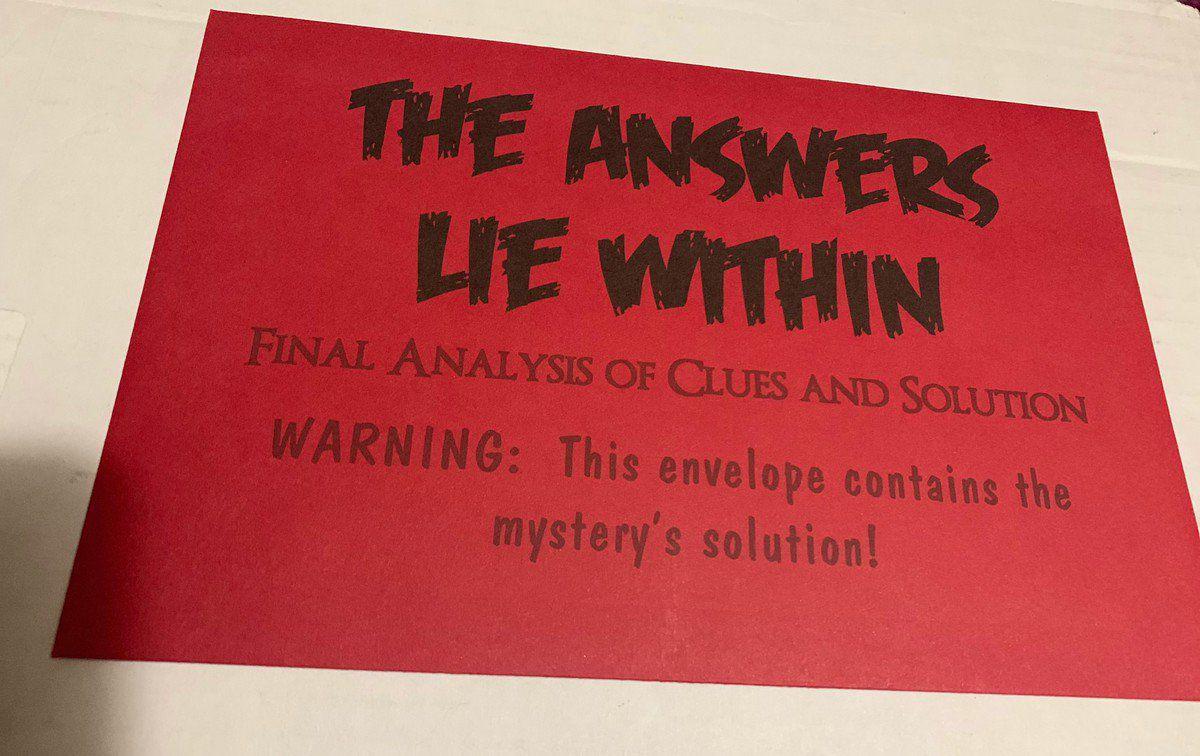 THE ANSWERS
LIE WITHIN
FINAL ANALYSIS OF CLUES AND SOLUTION
WARNING: This envelope contains the
mystery's solution!